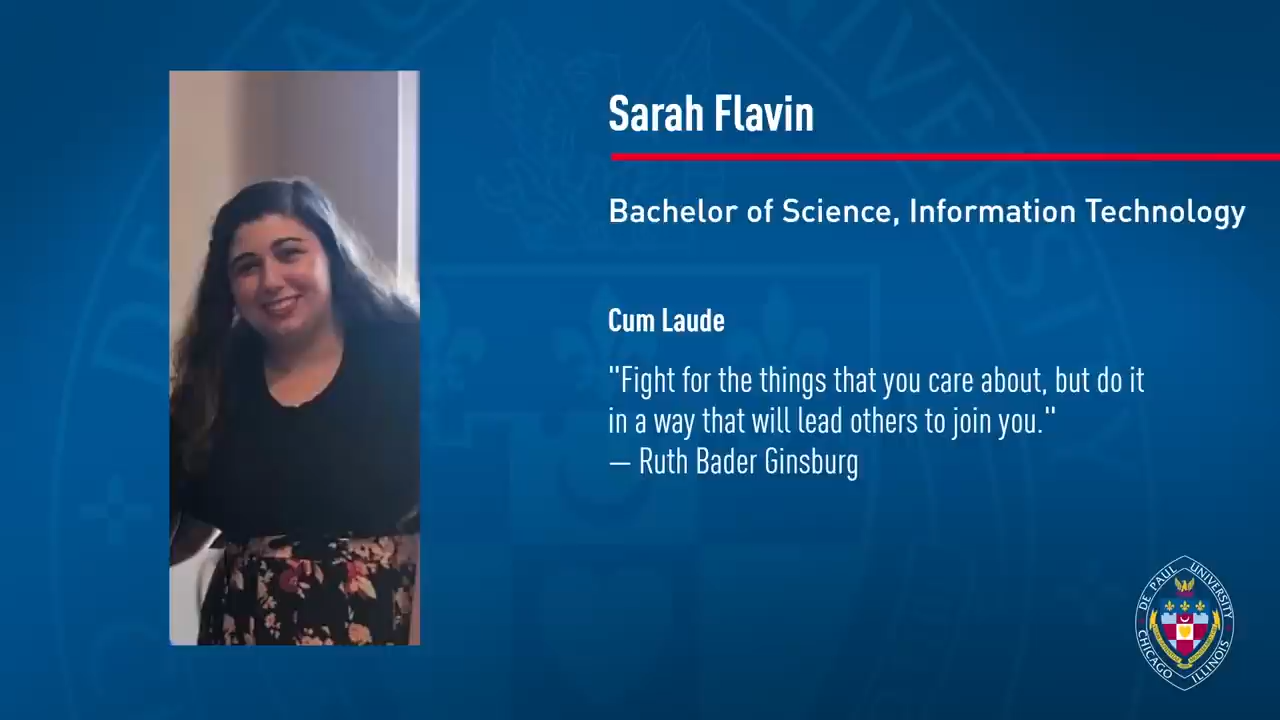 Sarah Flavin
Bachelor of Science, Information Technology
Cum Laude
"Fight for the things that you care about, but do it
in a way that will lead others to join you."
— Ruth Bader Ginsburg
DE PAUL UNIVERSITY
CHICAGO ILLINOIS